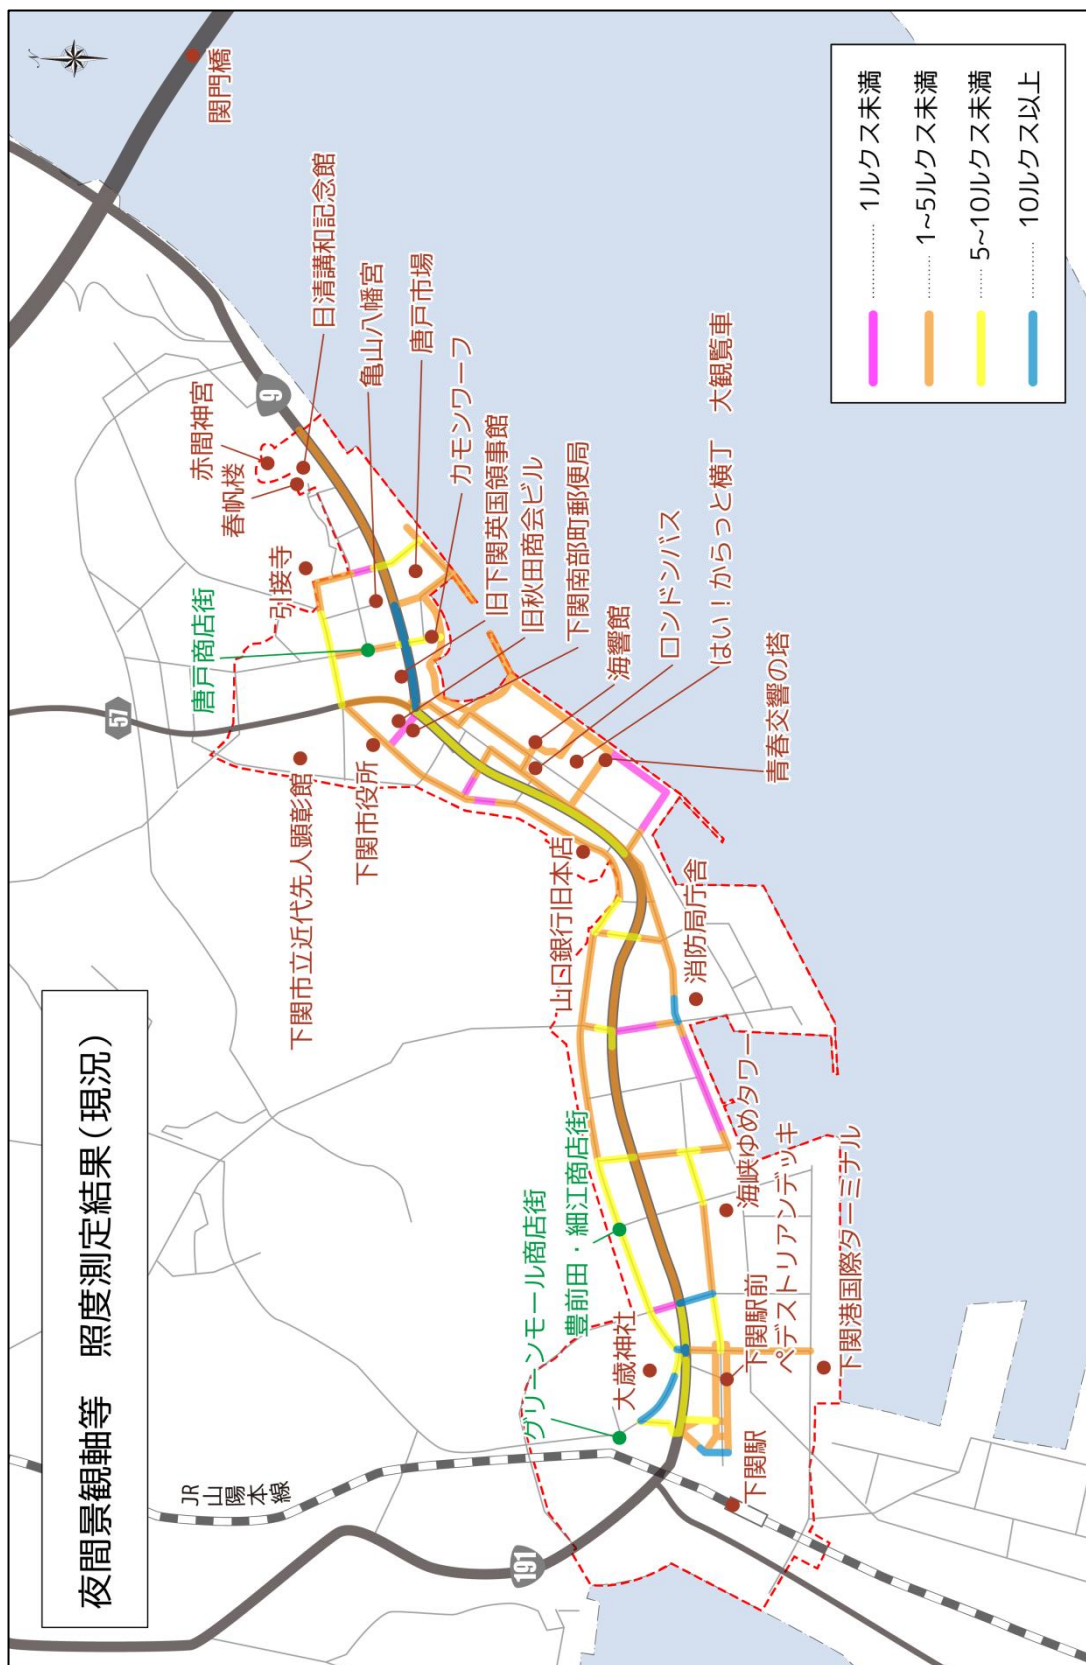 夜間景観軸等　照度測定結果(現況)
1ルクス未満
1~5ルクス未満
5~10ルクス未満
10ルクス以上
関門橋
日清講和記念館
赤間神宮
春帆楼
亀山八幡宮
唐戸市場
引接寺
カモンワーフ
唐戸商店街
旧下関英国領事館
旧秋田商会ビル
下関南部町郵便局
海響館
ロンドンバス
はい！からっと横丁　大観覧車
青春交響の塔
下関市立近代先人顕彰館
下関市役所
山口銀行旧本店
消防局庁舎
海峡ゆめタワー
豊前田・細江商店街
グリーンモール商店街
大歳神社
下関駅前
ペデストリアンデッキ
下関港国際ターミナル
下関駅
JR
山陽本線
9
57
191